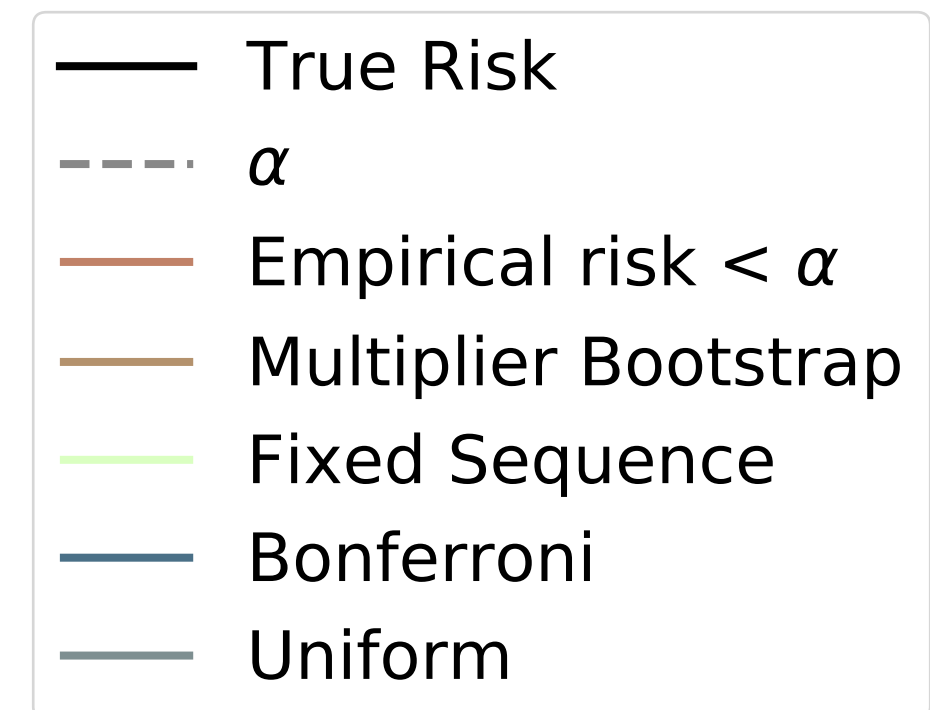 True Risk
α
Empirical risk < α
Multiplier Bootstrap
Fixed Sequence
Bonferroni
Uniform